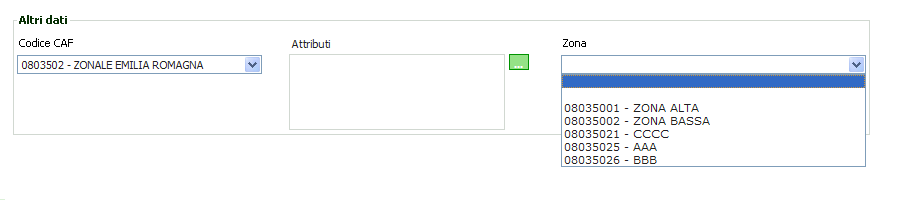 Altri dati
Codice CAF
Attributi
Zona
0803502 - ZONALE EMILIA ROMAGNA
...
08035001 - ZONA ALTA
08035002 - ZONA BASSA
08035021 - CCCC
08035025 - AAA
08035026 - BBB